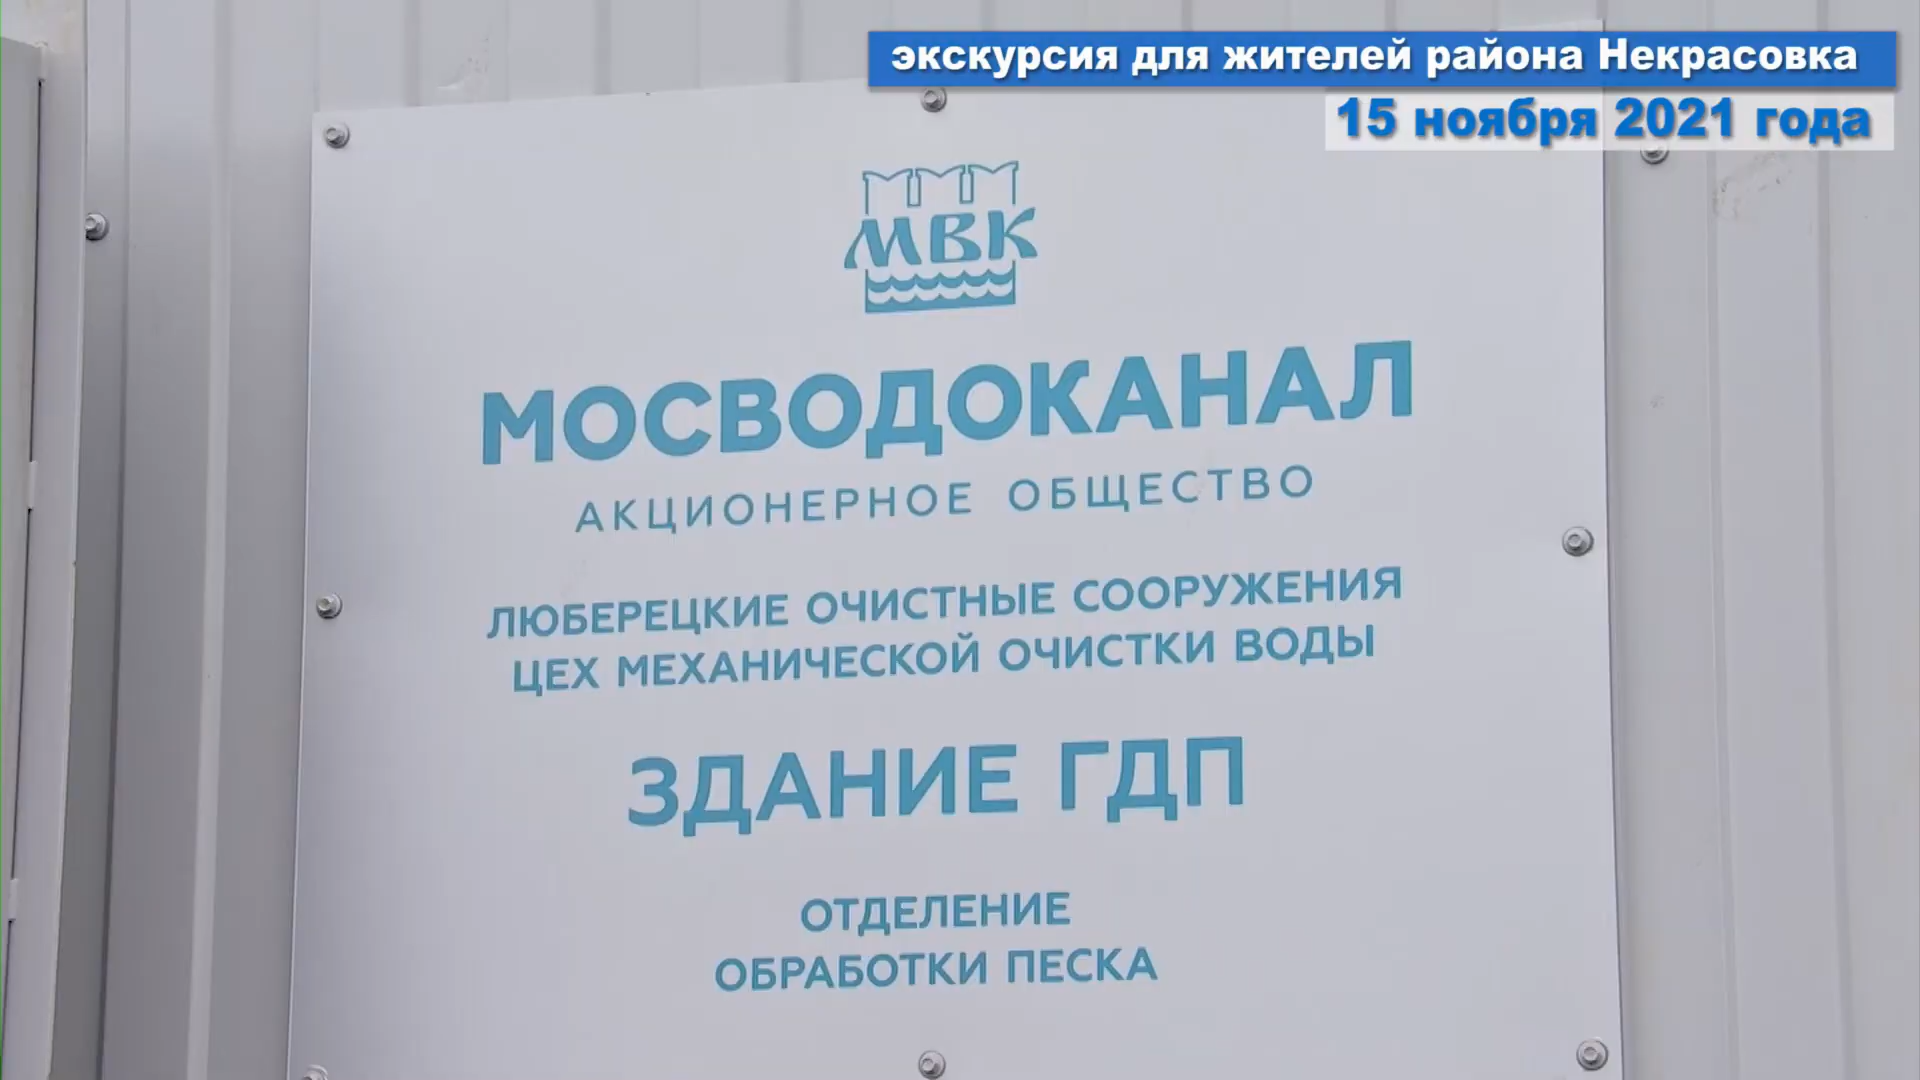 экскурсия для жителей района Некрасовка
15 ноября 2021 года
МВК
МОСВОДОКАНАЛ
АКЦИОНЕРНОЕ ОБЩЕСТВО
ЛЮБЕРЕЦКИЕ ОЧИСТНЫЕ СООРУЖЕНИЯ
ЦЕХ МЕХАНИЧЕСКОЙ ОЧИСТКИ ВОДЫ
ЗДАНИЕ ГДП
ОТДЕЛЕНИЕ
ОБРАБОТКИ ПЕСКА